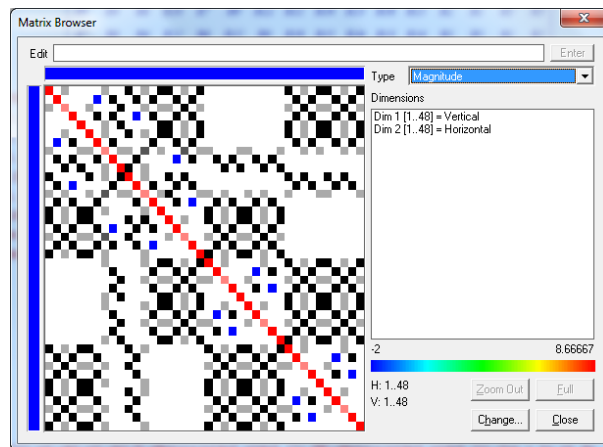 Matrix Browser
Edit Enter
Type Magnitude
Dimensions
Dim 1 [1..48] = Vertical
Dim 2 [1..48] = Horizontal
-2 8.66667
H: 1..48
V: 1..48
Zoom Out Full
Change... Close